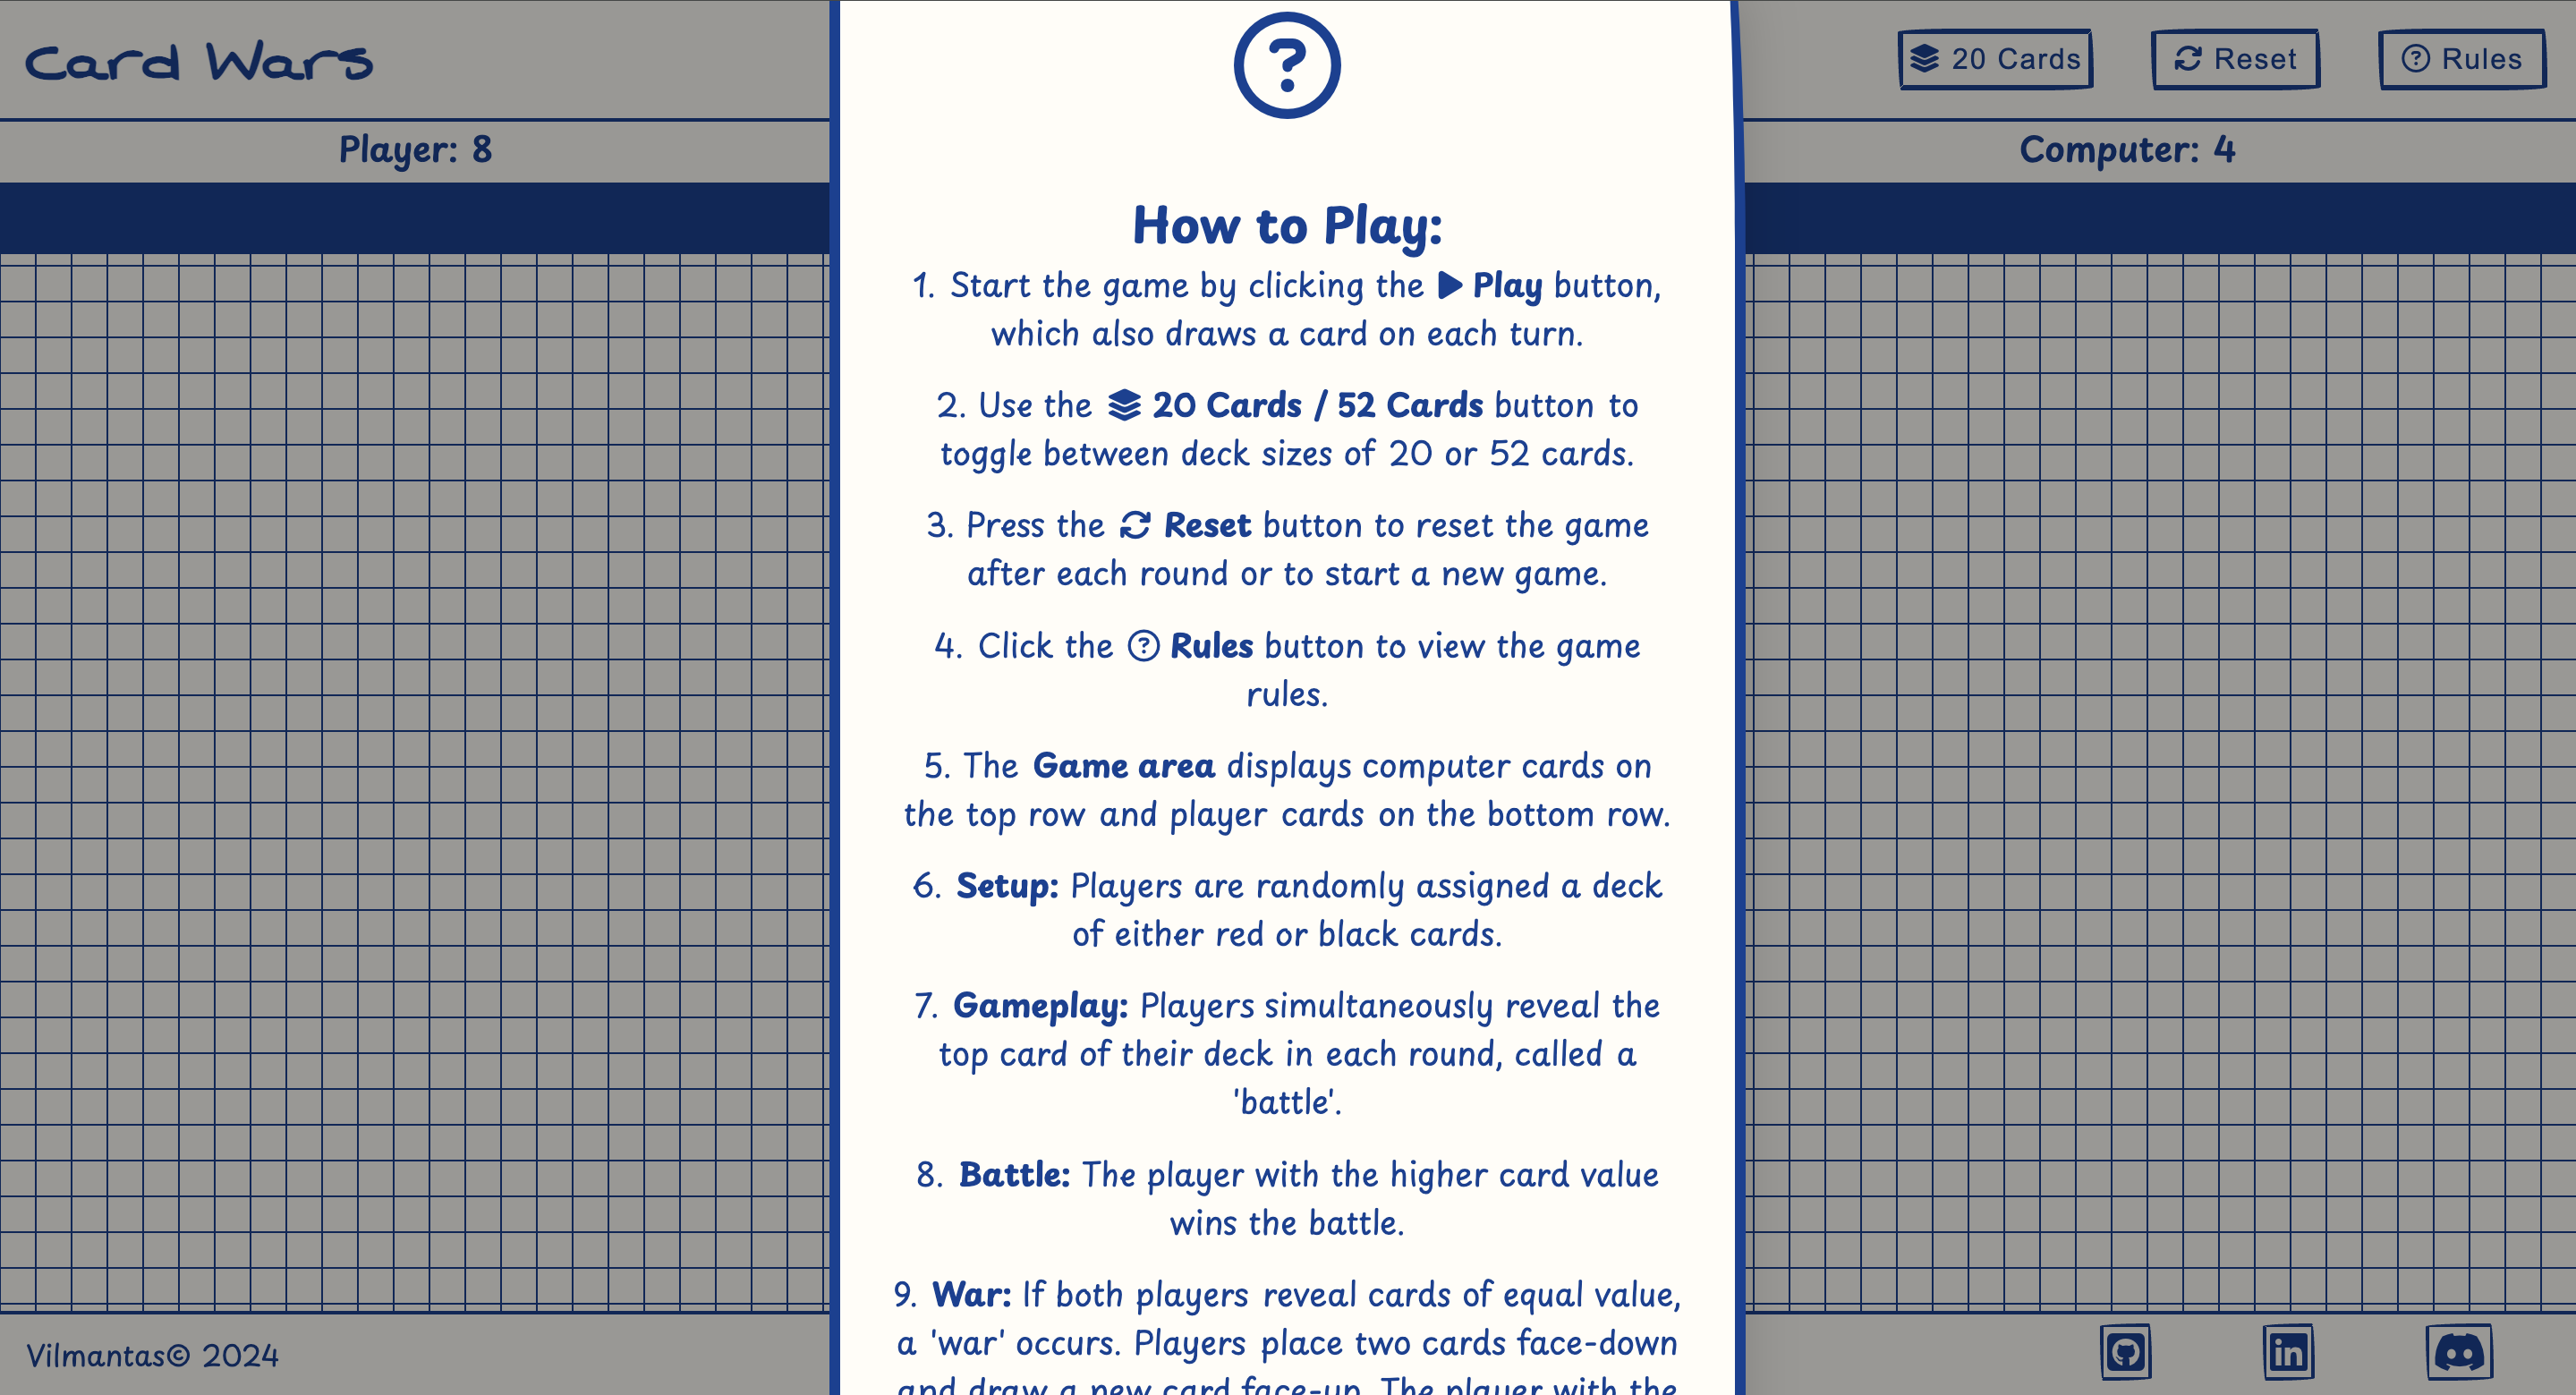 Card Wars
20 Cards
Reset
Rules
Player: 8
Computer: 4
How to Play:
1. Start the game by clicking the Play button,
which also draws a card on each turn.
2. Use the 20 Cards / 52 Cards button to
toggle between deck sizes of 20 or 52 cards.
3. Press the Reset button to reset the game
after each round or to start a new game.
4. Click the Rules button to view the game
rules.
5. The Game area displays computer cards on
the top row and player cards on the bottom row.
6. Setup: Players are randomly assigned a deck
of either red or black cards.
7. Gameplay: Players simultaneously reveal the
top card of their deck in each round, called a
'battle'.
8. Battle: The player with the higher card value
wins the battle.
9. War: If both players reveal cards of equal value,
a 'war' occurs. Players place two cards face-down
and draw a new card face-up. The player with the
Vilmantas© 2024